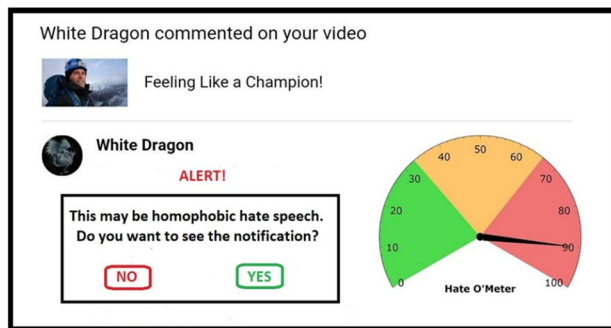 White Dragon commented on your video
Feeling Like a Champion!
White Dragon
ALERT!
This may be homophobic hate speech.
Do you want to see the notification?
NO
YES
0
10
20
30
40
50
60
70
80
90
100
Hate O'Meter